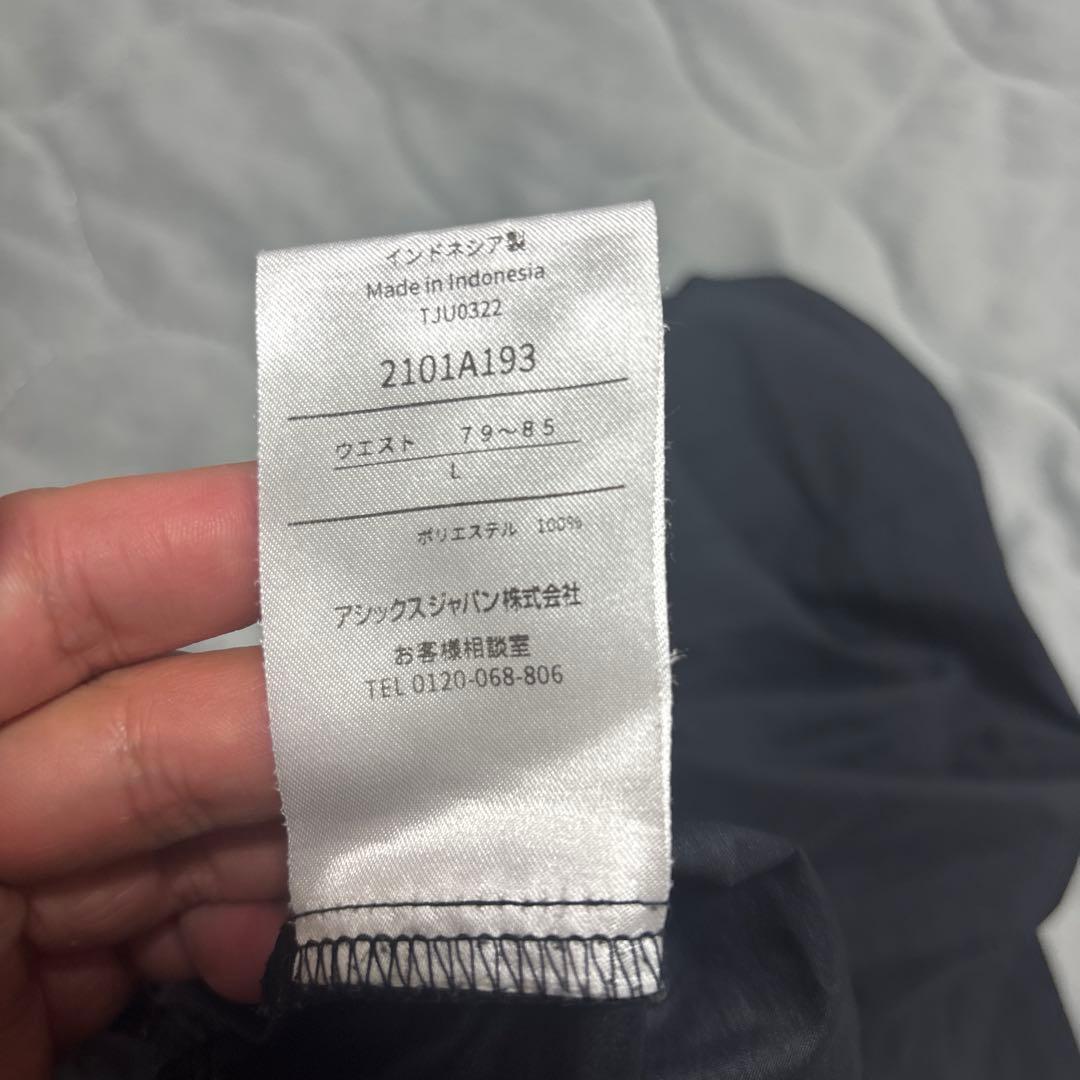 インドネシア製
Made in Indonesia
TJU0322
2101A193
ウエスト 79～85
L
ポリエステル 100%
アシックスジャパン株式会社
お客様相談室
TEL 0120-068-806